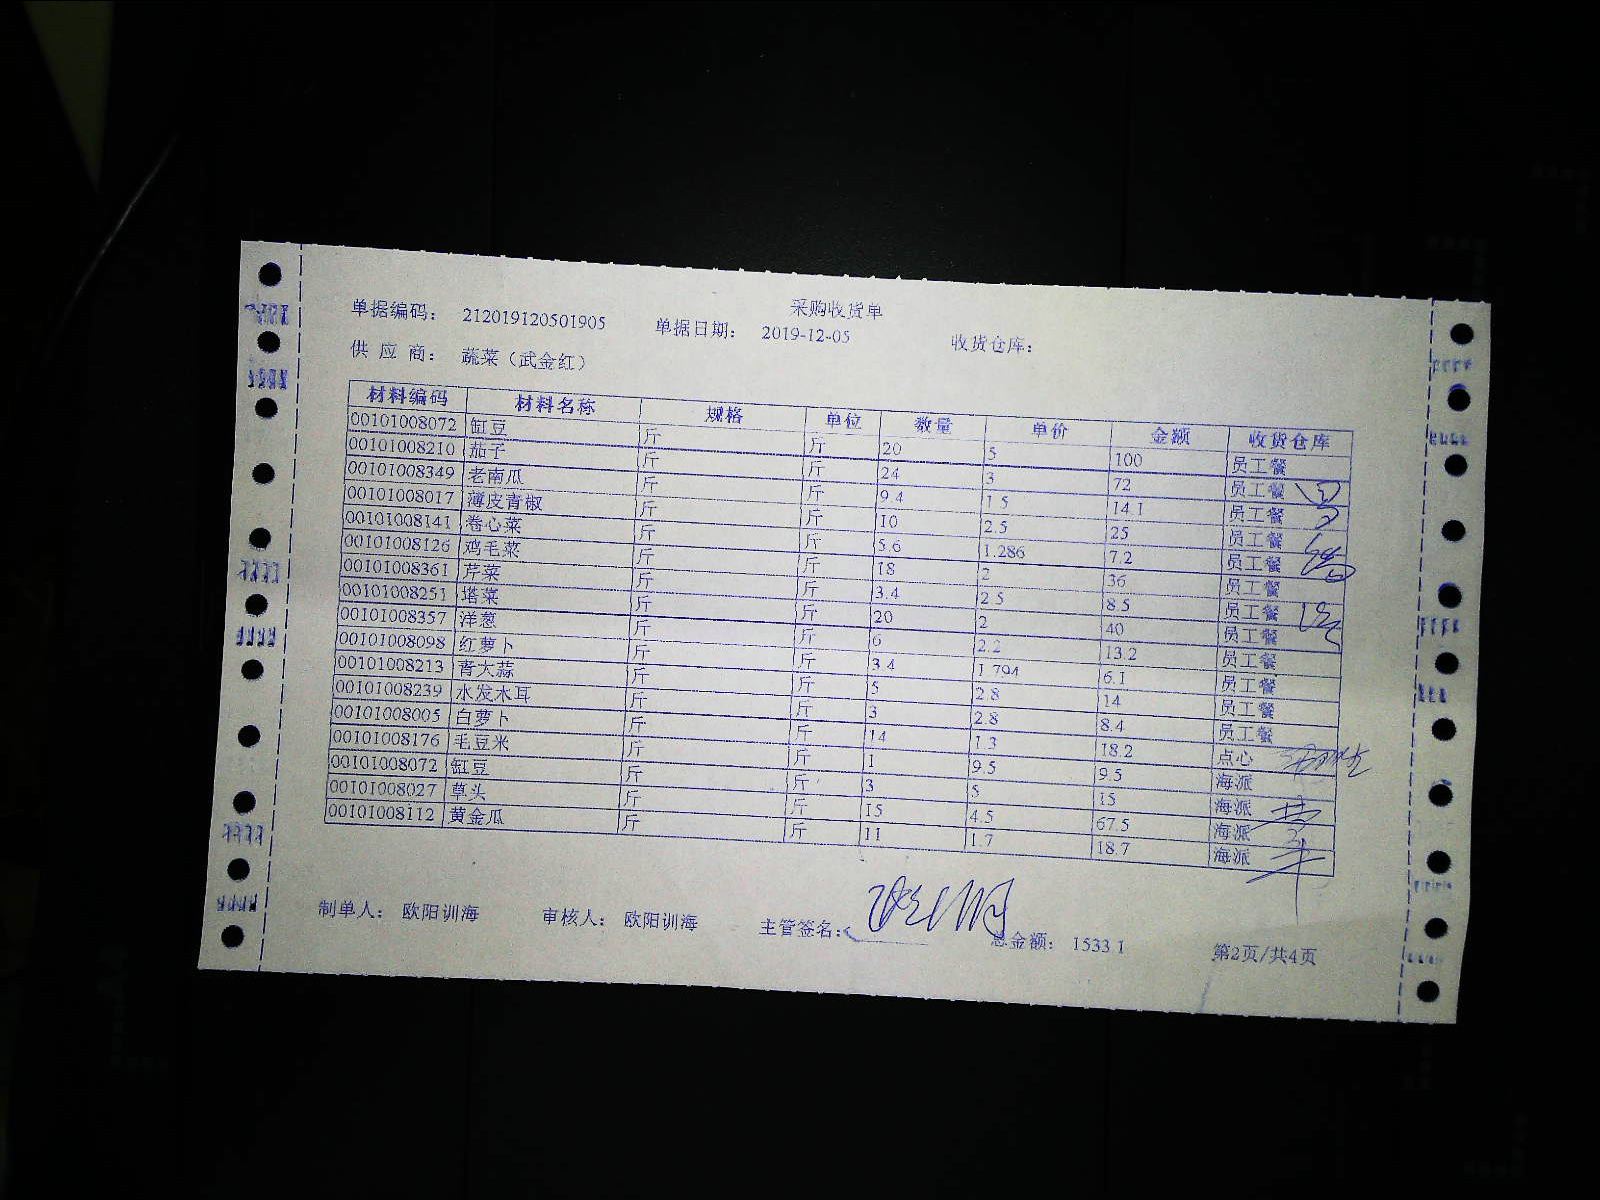 采购收货单
单据编码： 212019120501905 单据日期： 2019-12-05 收货仓库：
供 应 商： 蔬菜（武金红）
材料编码 材料名称 规格 单位 数量 单价 金额 收货仓库
00101008072 缸豆 斤 斤 20 5 100 员工餐
00101008210 茄子 斤 斤 24 3 72 员工餐
00101008349 老南瓜 斤 斤 9.4 1.5 14.1 员工餐
00101008017 薄皮青椒 斤 斤 10 2.5 25 员工餐
00101008141 卷心菜 斤 斤 5.6 1.286 7.2 员工餐
00101008126 鸡毛菜 斤 斤 18 2 36 员工餐
00101008361 芹菜 斤 斤 3.4 2.5 8.5 员工餐
00101008251 塔菜 斤 斤 20 2 40 员工餐
00101008357 洋葱 斤 斤 6 2.2 13.2 员工餐
00101008098 红萝卜 斤 斤 3.4 1.794 6.1 员工餐
00101008213 青大蒜 斤 斤 5 2.8 14 员工餐
00101008239 水发木耳 斤 斤 3 2.8 8.4 员工餐
00101008005 白萝卜 斤 斤 14 1.3 18.2 点心
00101008176 毛豆米 斤 斤 1 9.5 9.5 海派
00101008072 缸豆 斤 斤 3 5 15 海派
00101008027 草头 斤 斤 15 4.5 67.5 海派
00101008112 黄金瓜 斤 斤 11 1.7 18.7 海派
制单人： 欧阳训海 审核人： 欧阳训海 主管签名： 总金额： 1533.1 第2页/共4页